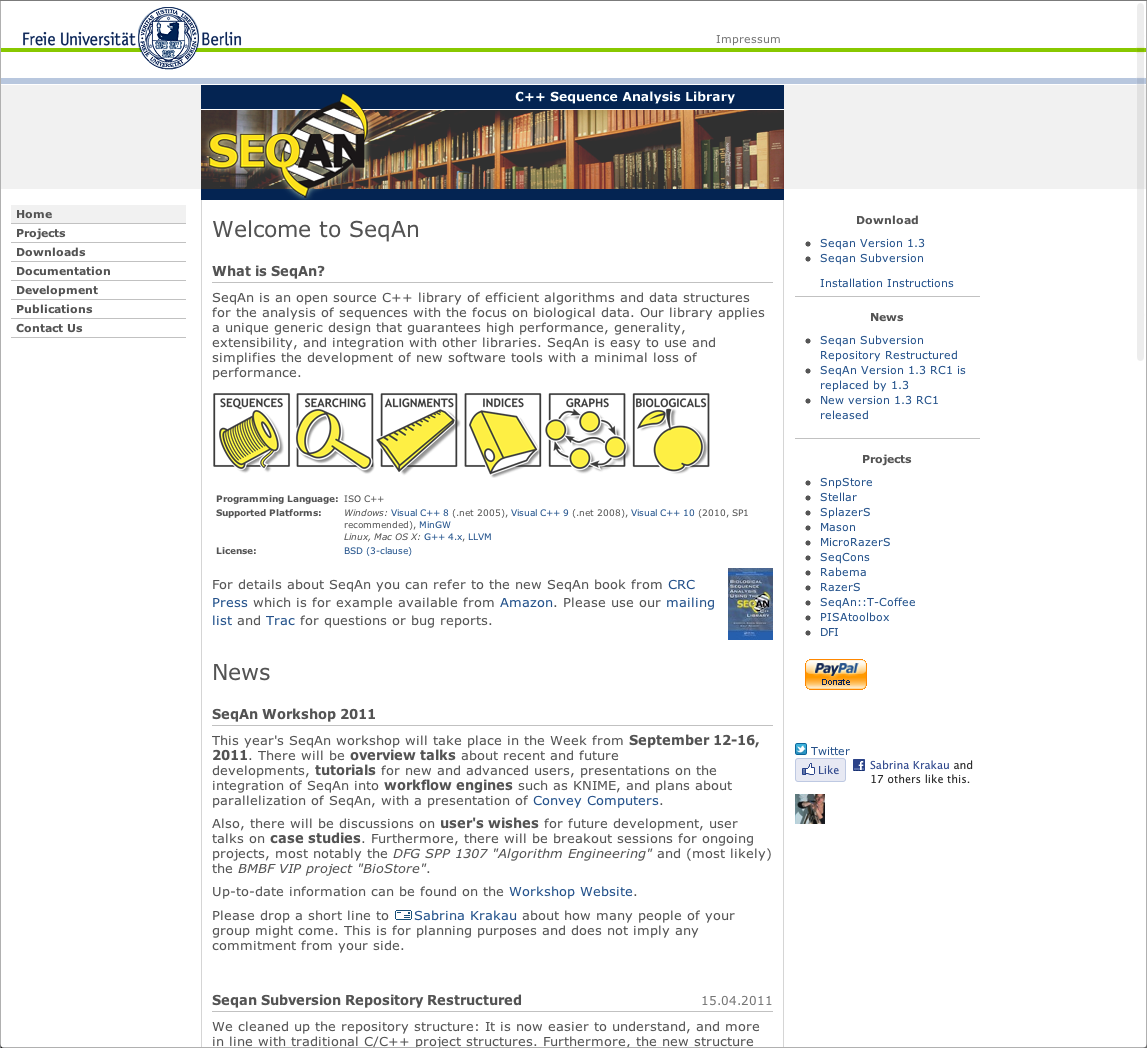 Freie Universität Berlin
Impressum
C++ Sequence Analysis Library
SEQAN
Home
Projects
Downloads
Documentation
Development
Publications
Contact Us
Welcome to SeqAn
What is SeqAn?
SeqAn is an open source C++ library of efficient algorithms and data structures
for the analysis of sequences with the focus on biological data. Our library applies
a unique generic design that guarantees high performance, generality,
extensibility, and integration with other libraries. SeqAn is easy to use and
simplifies the development of new software tools with a minimal loss of
performance.
SEQUENCES SEARCHING ALIGNMENTS INDICES GRAPHS BIOLOGICALS
Programming Language: ISO C++
Supported Platforms: Windows: Visual C++ 8 (.net 2005), Visual C++ 9 (.net 2008), Visual C++ 10 (2010, SP1
recommended), MinGW
Linux, Mac OS X: G++ 4.x, LLVM
License: BSD (3-clause)
For details about SeqAn you can refer to the new SeqAn book from CRC
Press which is for example available from Amazon. Please use our mailing
list and Trac for questions or bug reports.
BIOLOGICAL
SEQUENCE
ANALYSIS
USING THE
SEQAN
C++
LIBRARY
News
SeqAn Workshop 2011
This year's SeqAn workshop will take place in the Week from September 12-16,
2011. There will be overview talks about recent and future
developments, tutorials for new and advanced users, presentations on the
integration of SeqAn into workflow engines such as KNIME, and plans about
parallelization of SeqAn, with a presentation of Convey Computers.
Also, there will be discussions on user's wishes for future development, user
talks on case studies. Furthermore, there will be breakout sessions for ongoing
projects, most notably the DFG SPP 1307 "Algorithm Engineering" and (most likely)
the BMBF VIP project "BioStore".
Up-to-date information can be found on the Workshop Website.
Please drop a short line to Sabrina Krakau about how many people of your
group might come. This is for planning purposes and does not imply any
commitment from your side.
Seqan Subversion Repository Restructured 15.04.2011
We cleaned up the repository structure: It is now easier to understand, and more
in line with traditional C/C++ project structures. Furthermore, the new structure
Download
Seqan Version 1.3
Seqan Subversion
Installation Instructions
News
Seqan Subversion
Repository Restructured
SeqAn Version 1.3 RC1 is
replaced by 1.3
New version 1.3 RC1
released
Projects
SnpStore
Stellar
SplazerS
Mason
MicroRazerS
SeqCons
Rabema
RazerS
SeqAn::T-Coffee
PISAtoolbox
DFI
PayPal
Donate
Twitter
Like Sabrina Krakau and
17 others like this.